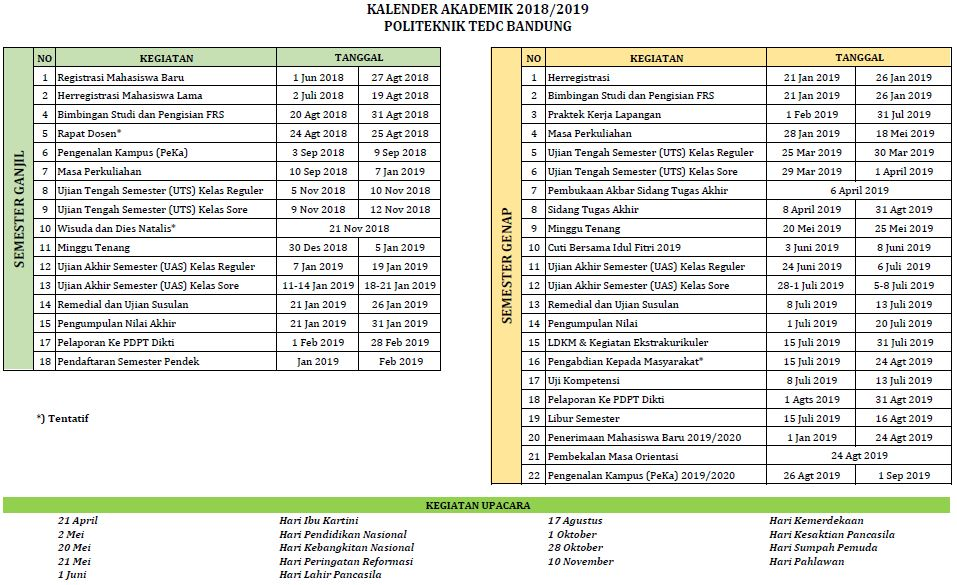 KALENDER AKADEMIK 2018/2019
POLITEKNIK TEDC BANDUNG
SEMESTER GANJIL
NO KEGIATAN TANGGAL
1 Registrasi Mahasiswa Baru 1 Jun 2018 27 Agt 2018
2 Herregistrasi Mahasiswa Lama 2 Juli 2018 19 Agt 2018
4 Bimbingan Studi dan Pengisian FRS 20 Agt 2018 31 Agt 2018
5 Rapat Dosen* 24 Agt 2018 25 Agt 2018
6 Pengenalan Kampus (PeKa) 3 Sep 2018 9 Sep 2018
7 Masa Perkuliahan 10 Sep 2018 7 Jan 2019
8 Ujian Tengah Semester (UTS) Kelas Reguler 5 Nov 2018 10 Nov 2018
9 Ujian Tengah Semester (UTS) Kelas Sore 9 Nov 2018 12 Nov 2018
10 Wisuda dan Dies Natalis* 21 Nov 2018
11 Minggu Tenang 30 Des 2018 5 Jan 2019
12 Ujian Akhir Semester (UAS) Kelas Reguler 7 Jan 2019 19 Jan 2019
13 Ujian Akhir Semester (UAS) Kelas Sore 11-14 Jan 2019 18-21 Jan 2019
14 Remedial dan Ujian Susulan 21 Jan 2019 26 Jan 2019
15 Pengumpulan Nilai Akhir 21 Jan 2019 31 Jan 2019
17 Pelaporan Ke PDPT Dikti 1 Feb 2019 28 Feb 2019
18 Pendaftaran Semester Pendek Jan 2019 Feb 2019
*) Tentatif
SEMESTER GENAP
NO KEGIATAN TANGGAL
1 Herregistrasi 21 Jan 2019 26 Jan 2019
2 Bimbingan Studi dan Pengisian FRS 21 Jan 2019 26 Jan 2019
3 Praktek Kerja Lapangan 1 Feb 2019 31 Jul 2019
4 Masa Perkuliahan 28 Jan 2019 18 Mei 2019
5 Ujian Tengah Semester (UTS) Kelas Reguler 25 Mar 2019 30 Mar 2019
6 Ujian Tengah Semester (UTS) Kelas Sore 29 Mar 2019 1 April 2019
7 Pembukaan Akbar Sidang Tugas Akhir 6 April 2019
8 Sidang Tugas Akhir 8 April 2019 31 Agt 2019
9 Minggu Tenang 20 Mei 2019 25 Mei 2019
10 Cuti Bersama Idul Fitri 2019 3 Juni 2019 8 Juni 2019
11 Ujian Akhir Semester (UAS) Kelas Reguler 24 Juni 2019 6 Juli 2019
12 Ujian Akhir Semester (UAS) Kelas Sore 28-1 Juli 2019 5-8 Juli 2019
13 Remedial dan Ujian Susulan 8 Juli 2019 13 Juli 2019
14 Pengumpulan Nilai 1 Juli 2019 20 Juli 2019
15 LDKM & Kegiatan Ekstrakurikuler 15 Juli 2019 31 Juli 2019
16 Pengabdian Kepada Masyarakat* 15 Juli 2019 24 Agt 2019
17 Uji Kompetensi 8 Juli 2019 13 Juli 2019
18 Pelaporan Ke PDPT Dikti 1 Agts 2019 31 Agt 2019
19 Libur Semester 15 Juli 2019 16 Agt 2019
20 Penerimaan Mahasiswa Baru 2019/2020 1 Jan 2019 24 Agt 2019
21 Pembekalan Masa Orientasi 24 Agt 2019
22 Pengenalan Kampus (PeKa) 2019/2020 26 Agt 2019 1 Sep 2019
KEGIATAN UPACARA
21 April Hari Ibu Kartini 17 Agustus Hari Kemerdekaan
2 Mei Hari Pendidikan Nasional 1 Oktober Hari Kesaktian Pancasila
20 Mei Hari Kebangkitan Nasional 28 Oktober Hari Sumpah Pemuda
21 Mei Hari Peringatan Reformasi 10 November Hari Pahlawan
1 Juni Hari Lahir Pancasila